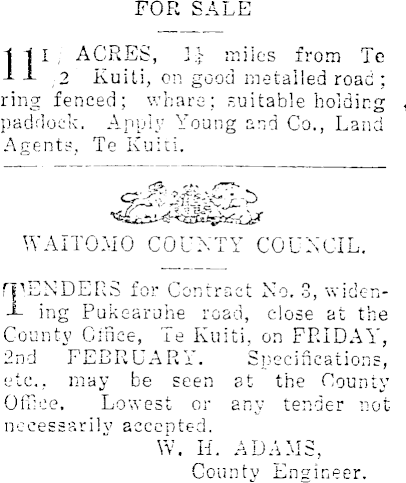 FOR SALE
11 1/2 ACRES, 1½ miles from Te
Kuiti, on good metalled road;
ring fenced; whare; suitable holding
paddock. Apply Young and Co., Land
Agents, Te Kuiti.
WAITOMO COUNTY COUNCIL.
TENDERS for Contract No. 3, widen-
ing Pukearuhe road, close at the
County Office, Te Kuiti, on FRIDAY,
2nd FEBRUARY. Specifications,
etc., may be seen at the County
Office. Lowest or any tender not
necessarily accepted.
W. H. ADAMS,
County Engineer.